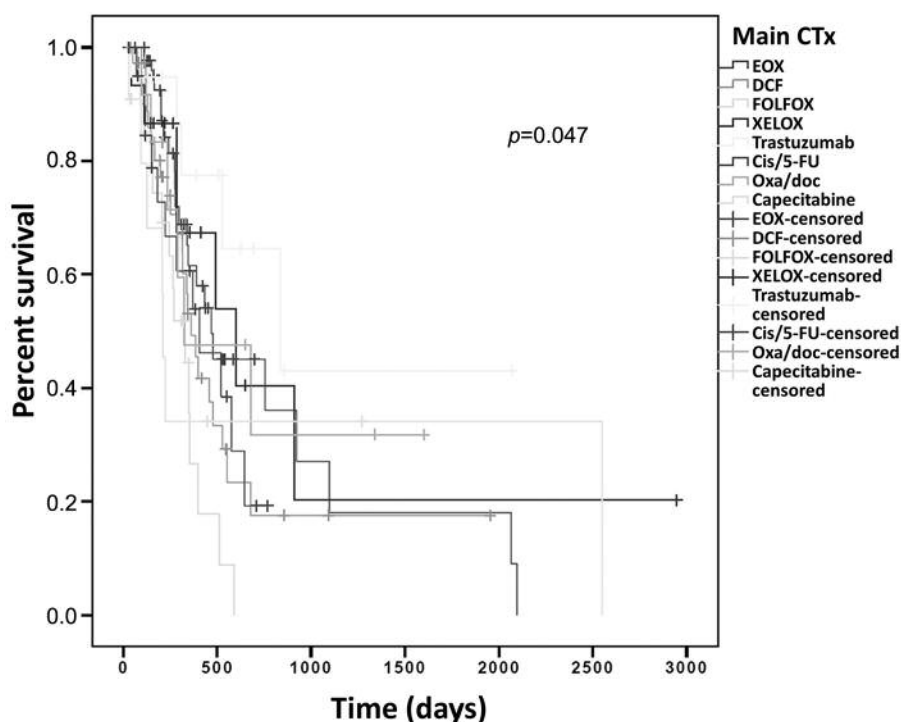 Main CTx
EOX
DCF
FOLFOX
XELOX
Trastuzumab
Cis/5-FU
Oxa/doc
Capecitabine
EOX-censored
DCF-censored
FOLFOX-censored
XELOX-censored
Trastuzumab-
censored
Cis/5-FU-censored
Oxa/doc-censored
Capecitabine-
censored
p=0.047
Percent survival
1.0
0.8
0.6
0.4
0.2
0.0
0 500 1000 1500 2000 2500 3000
Time (days)